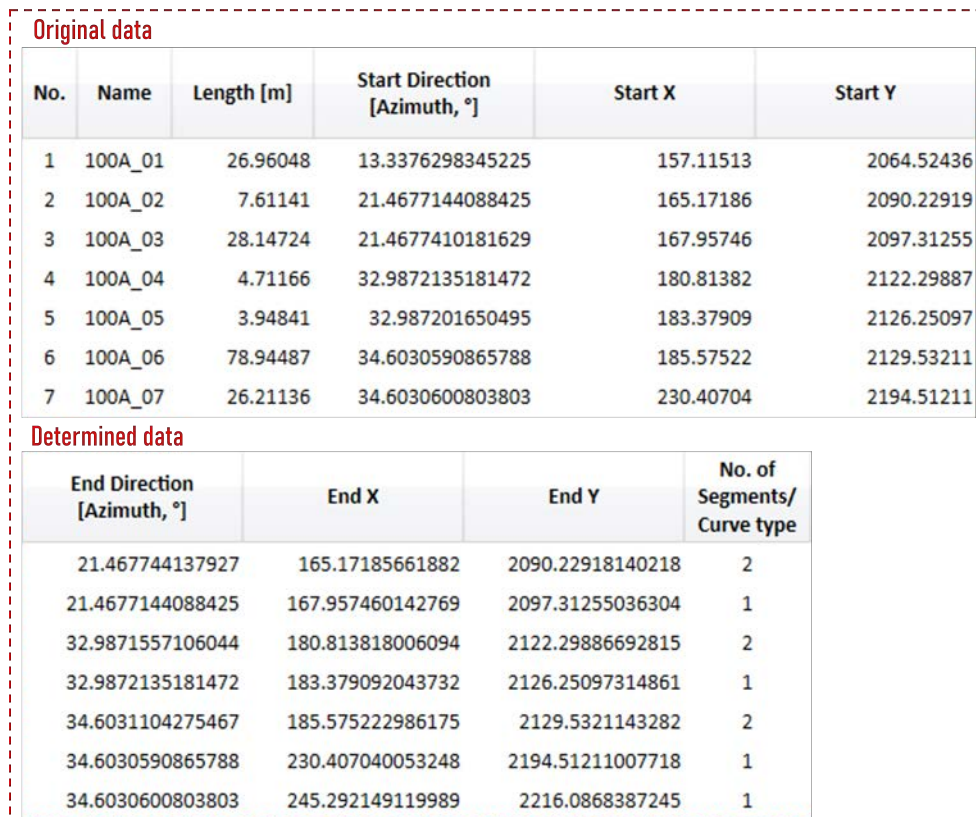 Original data
No. Name Length [m] Start Direction [Azimuth, °] Start X Start Y
1 100A_01 26.96048 13.3376298345225 157.11513 2064.52436
2 100A_02 7.61141 21.4677144088425 165.17186 2090.22919
3 100A_03 28.14724 21.4677410181629 167.95746 2097.31255
4 100A_04 4.71166 32.9872135181472 180.81382 2122.29887
5 100A_05 3.94841 32.987201650495 183.37909 2126.25097
6 100A_06 78.94487 34.6030590865788 185.57522 2129.53211
7 100A_07 26.21136 34.6030600803803 230.40704 2194.51211
Determined data
End Direction [Azimuth, °] End X End Y No. of Segments/ Curve type
21.467744137927 165.17185661882 2090.22918140218 2
21.4677144088425 167.957460142769 2097.31255036304 1
32.9871557106044 180.813818006094 2122.29886692815 2
32.9872135181472 183.379092043732 2126.25097314861 1
34.6031104275467 185.575222986175 2129.5321143282 2
34.6030590865788 230.407040053248 2194.51211007718 1
34.6030600803803 245.292149119989 2216.0868387245 1